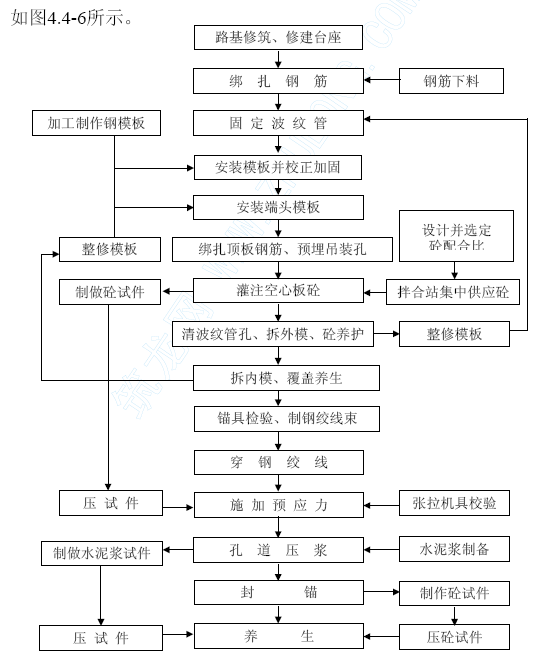 如图4.4-6所示。
路基修筑、修建台座
绑扎钢筋
钢筋下料
加工制作钢模板
固定波纹管
安装模板并校正加固
安装端头模板
设计并选定
砼配合比
整修模板
绑扎顶板钢筋、预埋吊装孔
制做砼试件
灌注空心板砼
拌合站集中供应砼
清波纹管孔、拆外模、砼养护
整修模板
拆内模、覆盖养生
锚具检验、制钢绞线束
穿钢绞线
压试件
施加预应力
张拉机具校验
制做水泥浆试件
孔道压浆
水泥浆制备
封锚
制作砼试件
压试件
养生
压砼试件